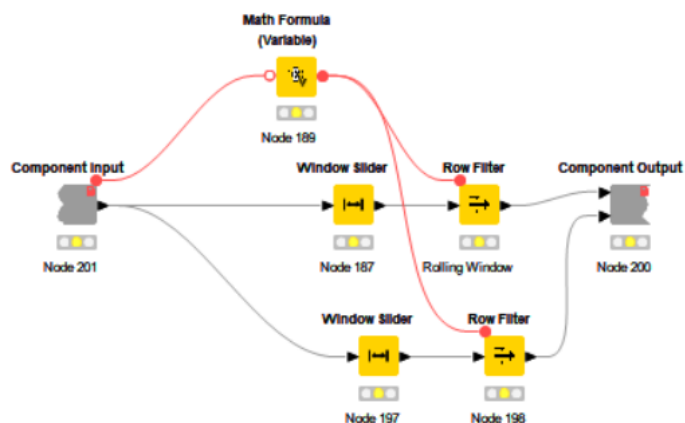 Math Formula
(Variable)
Node 189
Component Input
Window Slider
Row Filter
Component Output
Node 201
Node 187
Rolling Window
Node 200
Window Slider
Row Filter
Node 197
Node 198